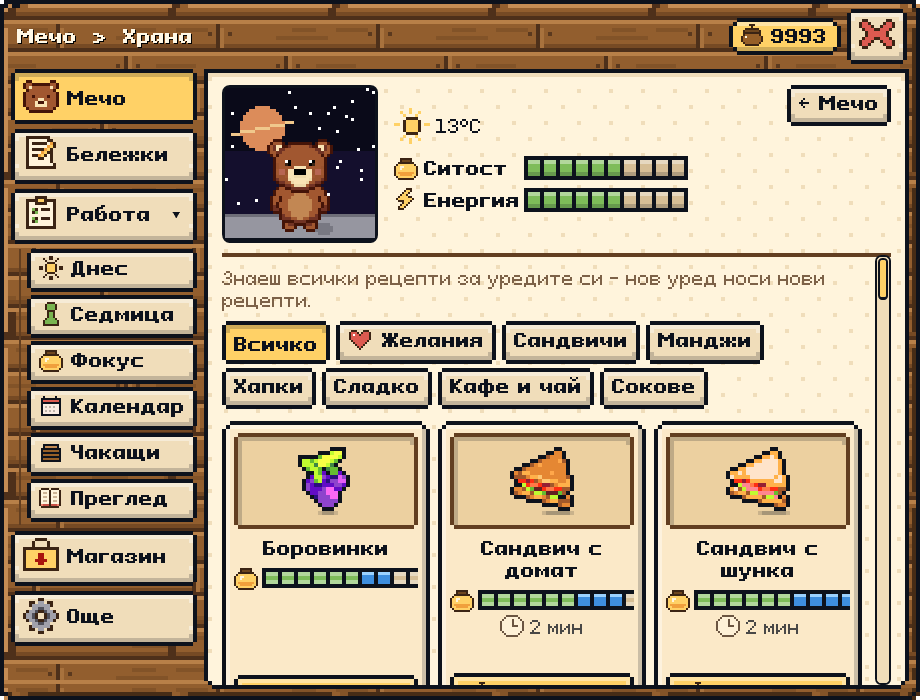 Мечо > Храна
9993
Мечо
Бележки
Работа
Днес
Седмица
Фокус
Календар
Чакащи
Преглед
Магазин
Още
← Мечо
13°C
Ситост
Енергия
Знаеш всички рецепти за уредите си - нов уред носи нови
рецепти.
Всичко
Желания
Сандвичи
Манджи
Хапки
Сладко
Кафе и чай
Сокове
Боровинки
Сандвич с
домат
2 мин
Сандвич с
шунка
2 мин